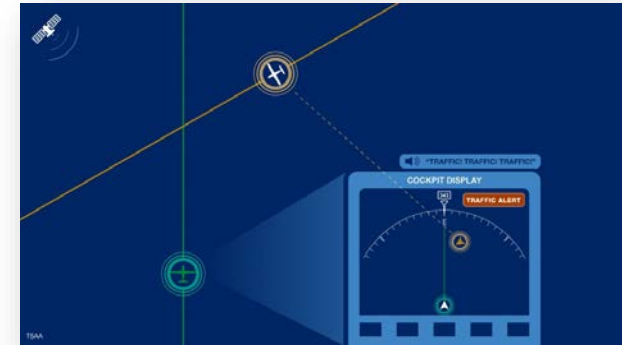 "TRAFFIC! TRAFFIC! TRAFFIC!"
COCKPIT DISPLAY
TRAFFIC ALERT
TSAA